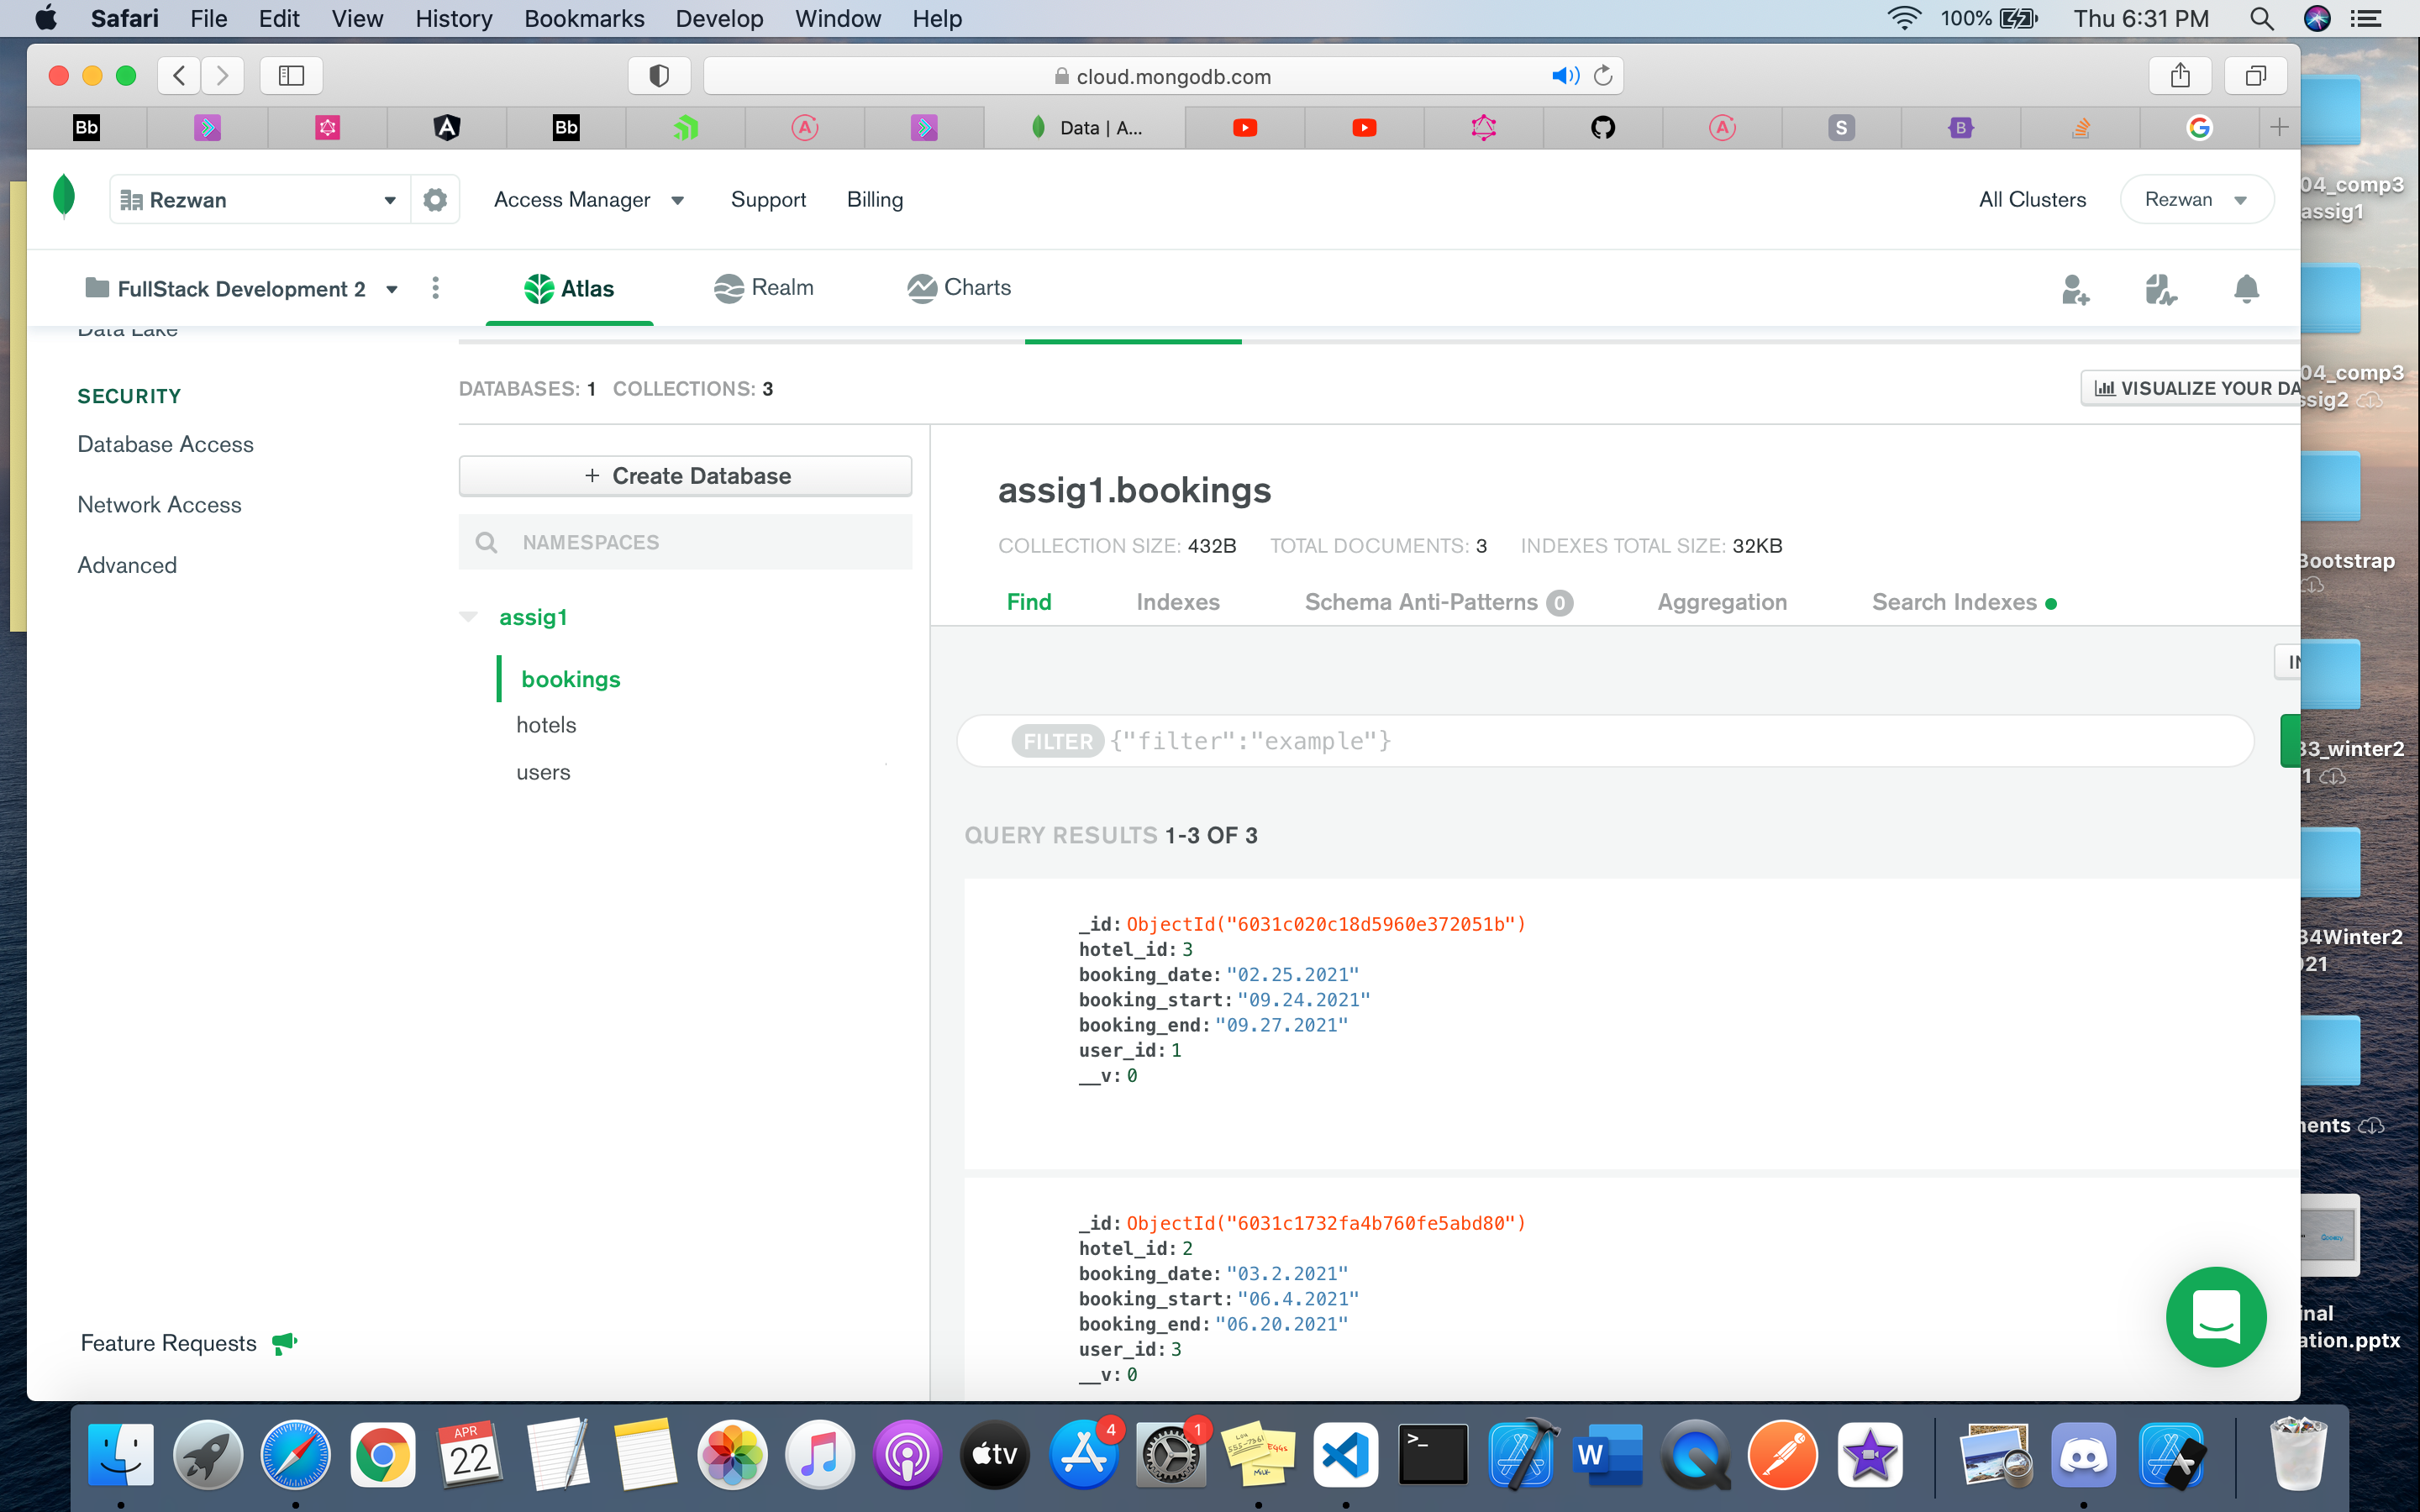 Safari File Edit View History Bookmarks Develop Window Help 100% Thu 6:31 PM
cloud.mongodb.com
Bb A Bb A Data | A... A S B G
Rezwan Access Manager Support Billing All Clusters Rezwan
FullStack Development 2 Atlas Realm Charts
Data Lake
SECURITY
Database Access
Network Access
Advanced
Feature Requests
DATABASES: 1 COLLECTIONS: 3
VISUALIZE YOUR DA
+ Create Database
NAMESPACES
assig1
bookings
hotels
users
assig1.bookings
COLLECTION SIZE: 432B TOTAL DOCUMENTS: 3 INDEXES TOTAL SIZE: 32KB
Find Indexes Schema Anti-Patterns 0 Aggregation Search Indexes
IN
FILTER {"filter":"example"}
QUERY RESULTS 1-3 OF 3
_id: ObjectId("6031c020c18d5960e372051b")
hotel_id: 3
booking_date: "02.25.2021"
booking_start: "09.24.2021"
booking_end: "09.27.2021"
user_id: 1
__v: 0
_id: ObjectId("6031c1732fa4b760fe5abd80")
hotel_id: 2
booking_date: "03.2.2021"
booking_start: "06.4.2021"
booking_end: "06.20.2021"
user_id: 3
__v: 0
04_comp3
assig1
04_comp3
ssig2
Bootstrap
33_winter2
1
34Winter2
021
nents
inal
ation.pptx
APR
22
tv
4
1
W